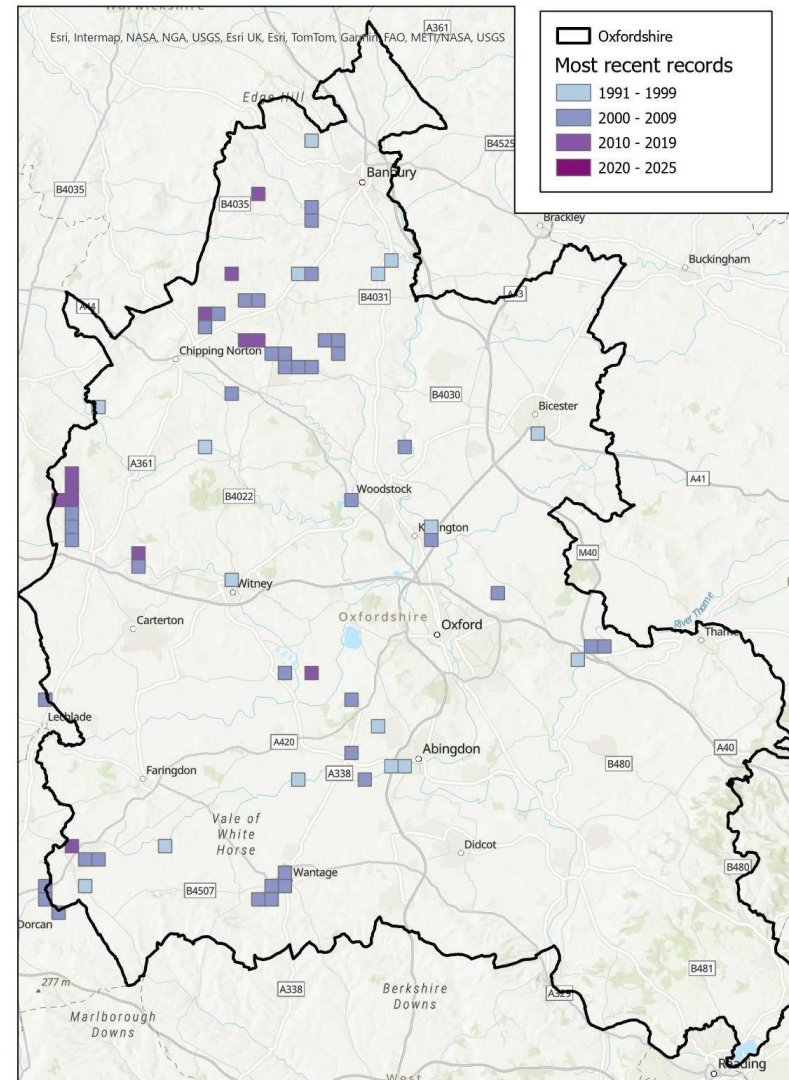 Warwickshire
A361
Esri, Intermap, NASA, NGA, USGS, Esri UK, Esri, TomTom, Garmin, FAO, METI/NASA, USGS
Oxfordshire
Most recent records
1991 - 1999
2000 - 2009
2010 - 2019
2020 - 2025
Edge Hill
B4525
Banbury
B4035
B4035
Brackley
Buckingham
A44
B4031
A43
Chipping Norton
B4030
Bicester
A361
A41
B4022
Woodstock
Kidlington
M40
Witney
Carterton
Oxfordshire
Oxford
River Thame
Thame
Lechlade
A420
Abingdon
A40
Faringdon
A338
B480
Vale of
White
Horse
Didcot
Wantage
B480
B4507
Dorcan
277 m
A338
Berkshire
Downs
A329
B481
Marlborough
Downs
Reading
West